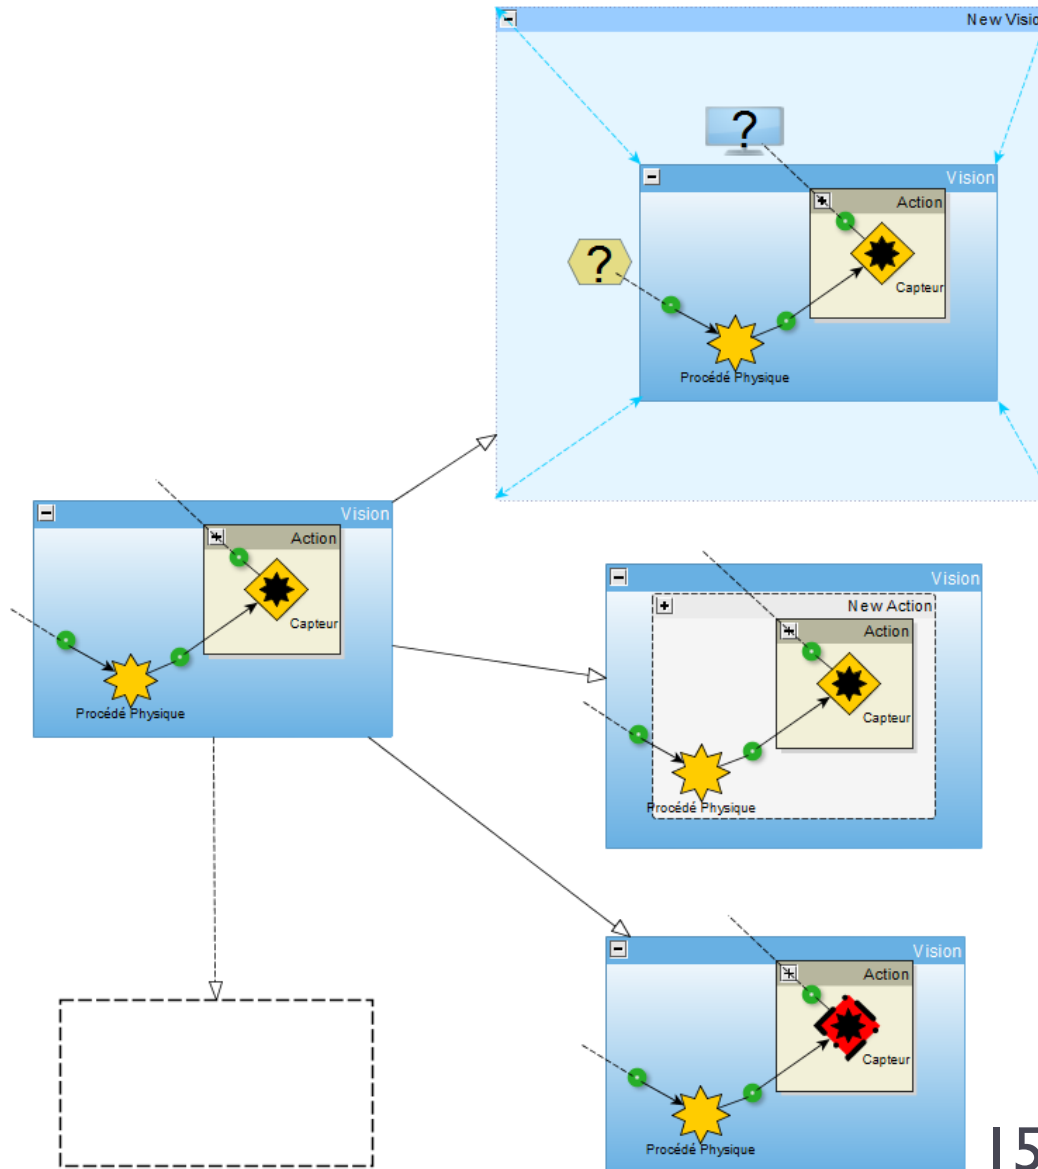 New Visio
?
Vision
Action
?
Capteur
Procédé Physique
Vision
Action
Capteur
Procédé Physique
Vision
New Action
Action
Capteur
Procédé Physique
Vision
Action
Capteur
Procédé Physique
15